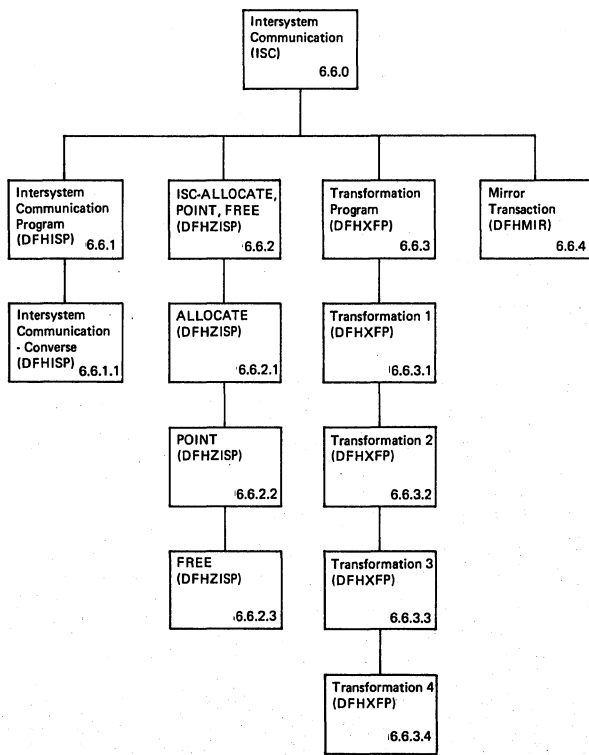 Intersystem
Communication
(ISC)
6.6.0
Intersystem
Communication
Program
(DFHISP) 6.6.1
ISC-ALLOCATE,
POINT, FREE
(DFHZISP)
6.6.2
Transformation
Program
(DFHXFP)
6.6.3
Mirror
Transaction
(DFHMIR)
6.6.4
Intersystem
Communication
- Converse
(DFHISP) 6.6.1.1
ALLOCATE
(DFHZISP)
6.6.2.1
Transformation 1
(DFHXFP)
6.6.3.1
POINT
(DFHZISP)
6.6.2.2
Transformation 2
(DFHXFP)
6.6.3.2
FREE
(DFHZISP)
6.6.2.3
Transformation 3
(DFHXFP)
6.6.3.3
Transformation 4
(DFHXFP)
6.6.3.4